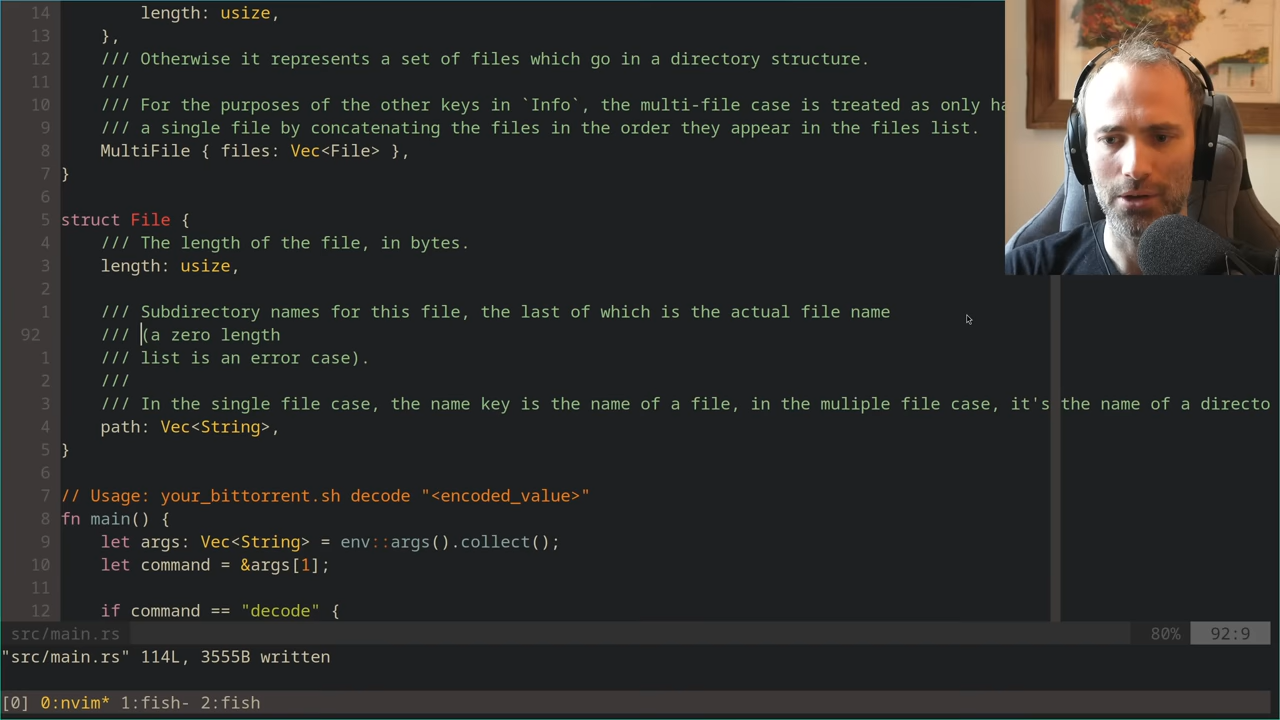 14 length: usize,
13 },
12 /// Otherwise it represents a set of files which go in a directory structure.
11 ///
10 /// For the purposes of the other keys in `Info`, the multi-file case is treated as only ha
9 /// a single file by concatenating the files in the order they appear in the files list.
8 MultiFile { files: Vec<File> },
7 }
6
5 struct File {
4 /// The length of the file, in bytes.
3 length: usize,
2
1 /// Subdirectory names for this file, the last of which is the actual file name
92 /// (a zero length
1 /// list is an error case).
2 ///
3 /// In the single file case, the name key is the name of a file, in the muliple file case, it's the name of a directo
4 path: Vec<String>,
5 }
6
7 // Usage: your_bittorrent.sh decode "<encoded_value>"
8 fn main() {
9 let args: Vec<String> = env::args().collect();
10 let command = &args[1];
11
12 if command == "decode" {
src/main.rs 80% 92:9
"src/main.rs" 114L, 3555B written
[0] 0:nvim* 1:fish- 2:fish